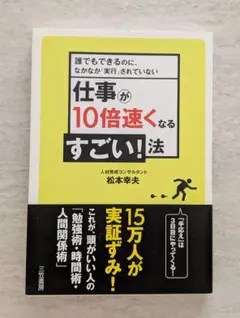 誰でもできるのに、
なかなか「実行」されていない
仕事が
10倍速くなる
すごい!法
人材育成コンサルタント
松本幸夫
「手応え」は
3日目にやってくる!
15万人が
実証ずみ!
これが、頭がいい人の
「勉強術・時間術・
人間関係術」
三笠書房